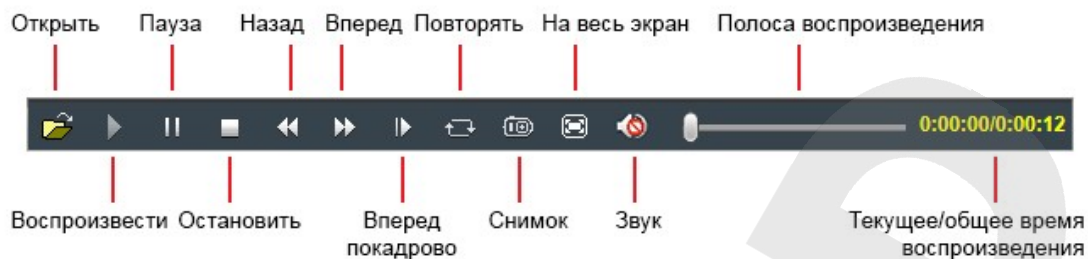 Открыть Пауза Назад Вперед Повторять На весь экран Полоса воспроизведения
0:00:00/0:00:12
Воспроизвести Остановить Вперед покадрово Снимок Звук Текущее/общее время воспроизведения